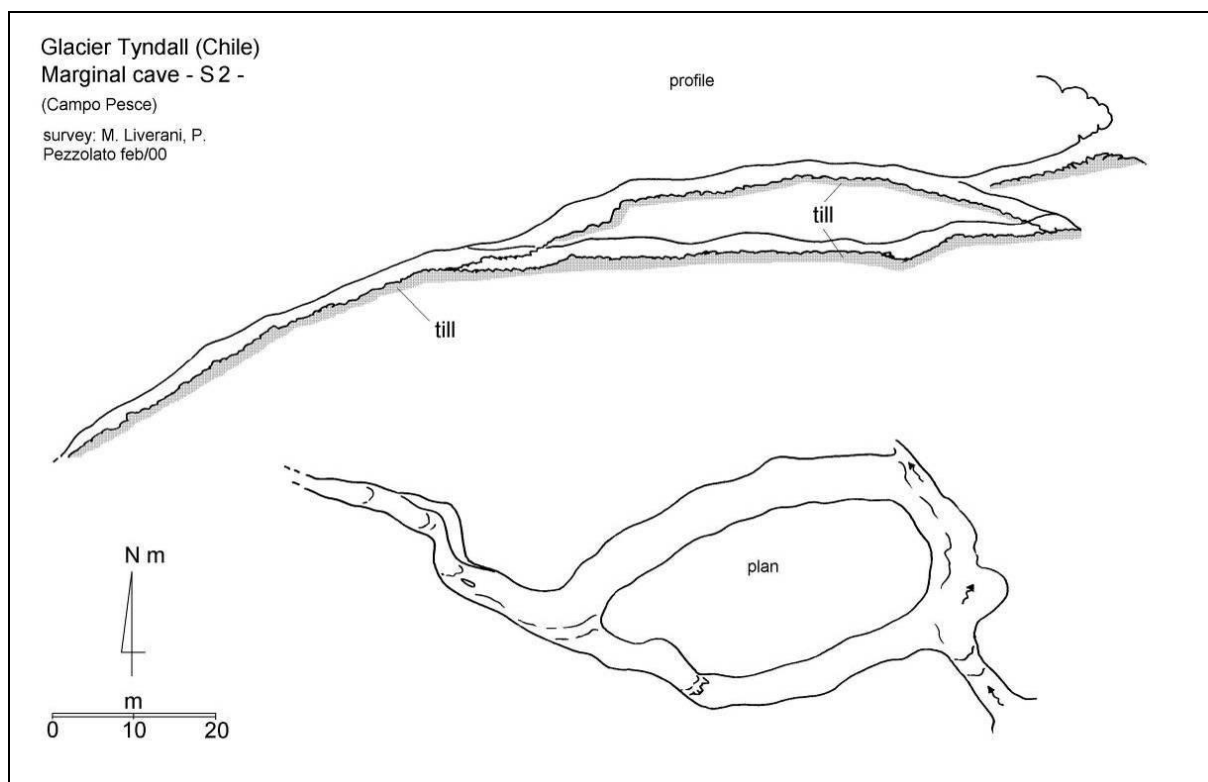 Glacier Tyndall (Chile)
Marginal cave - S 2 -
(Campo Pesce)
survey: M. Liverani, P.
Pezzolato feb/00
profile
till
till
plan
N m
m
0 10 20